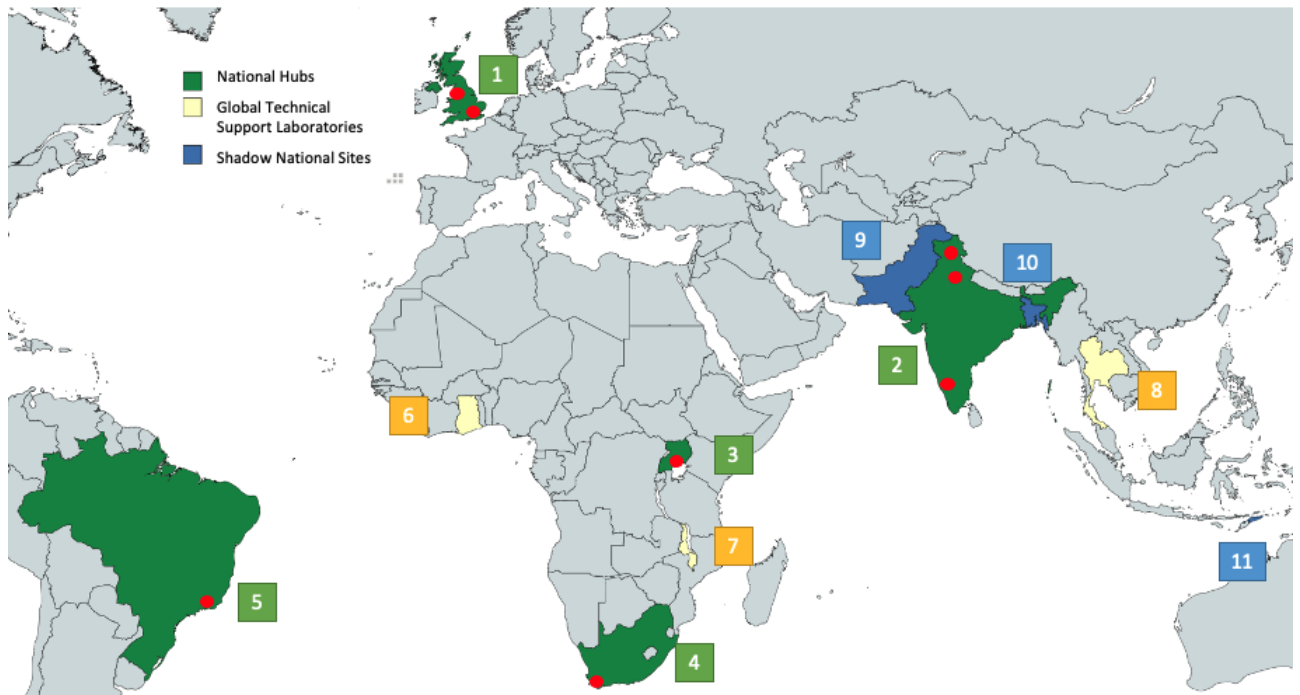 1
National Hubs
Global Technical
Support Laboratories
Shadow National Sites
9
10
2
8
6
3
7
11
5
4